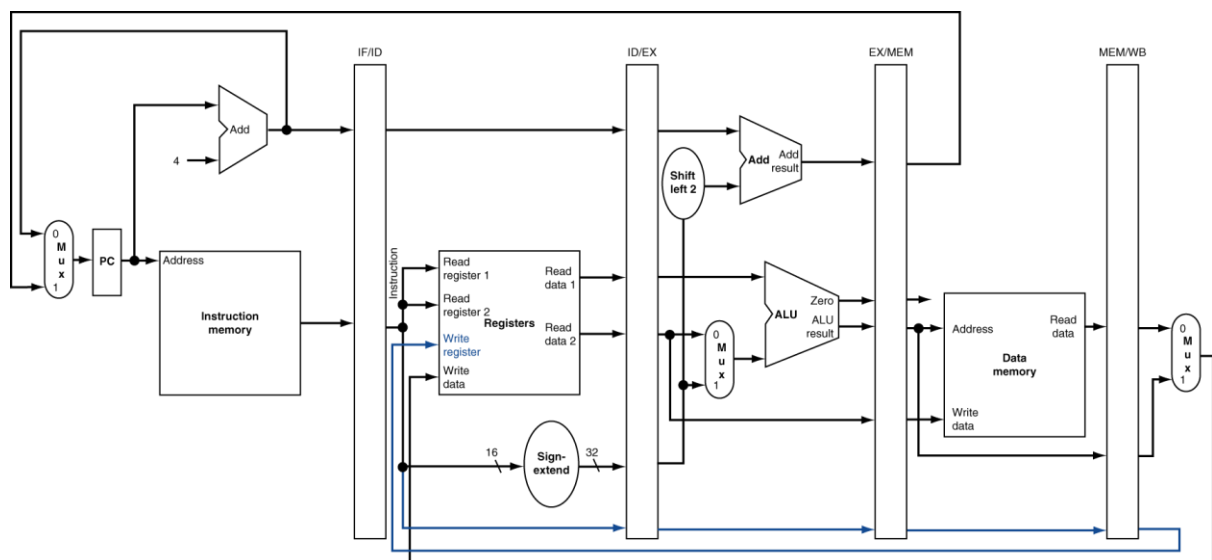 IF/ID
ID/EX
EX/MEM
MEM/WB
Add
4
Shift
left 2
Add
Add
result
0
M
u
x
1
PC
Address
Instruction
memory
Instruction
Read
register 1
Read
register 2
Write
register
Write
data
Registers
Read
data 1
Read
data 2
16
Sign-
extend
32
0
M
u
x
1
ALU
Zero
ALU
result
Address
Write
data
Data
memory
Read
data
0
M
u
x
1